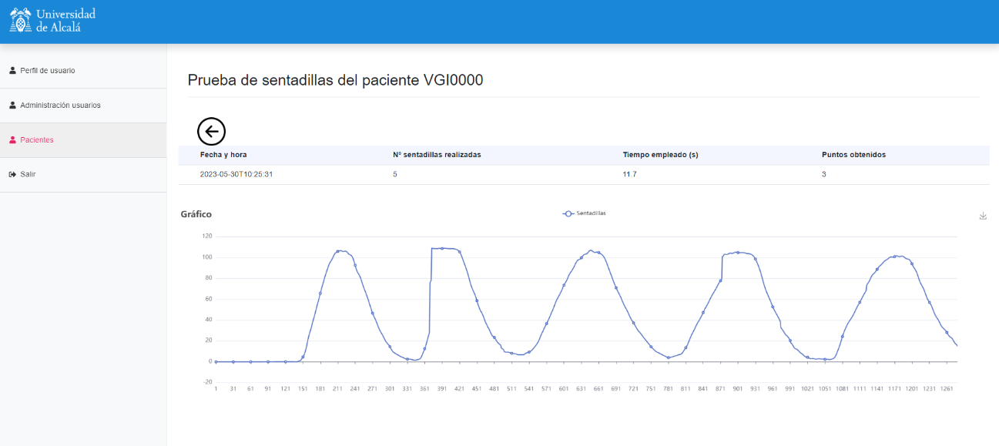 Universidad
de Alcalá
Perfil de usuario
Administración usuarios
Pacientes
Salir
Prueba de sentadillas del paciente VGI0000
Fecha y hora Nº sentadillas realizadas Tiempo empleado (s) Puntos obtenidos
2023-05-30T10:25:31 5 11.7 3
Gráfico
Sentadillas
120
100
80
60
40
20
0
-20
1 31 61 91 121 151 181 211 241 271 301 331 361 391 421 451 481 511 541 571 601 631 661 691 721 751 781 811 841 871 901 931 961 991 1021 1051 1081 1111 1141 1171 1201 1231 1261